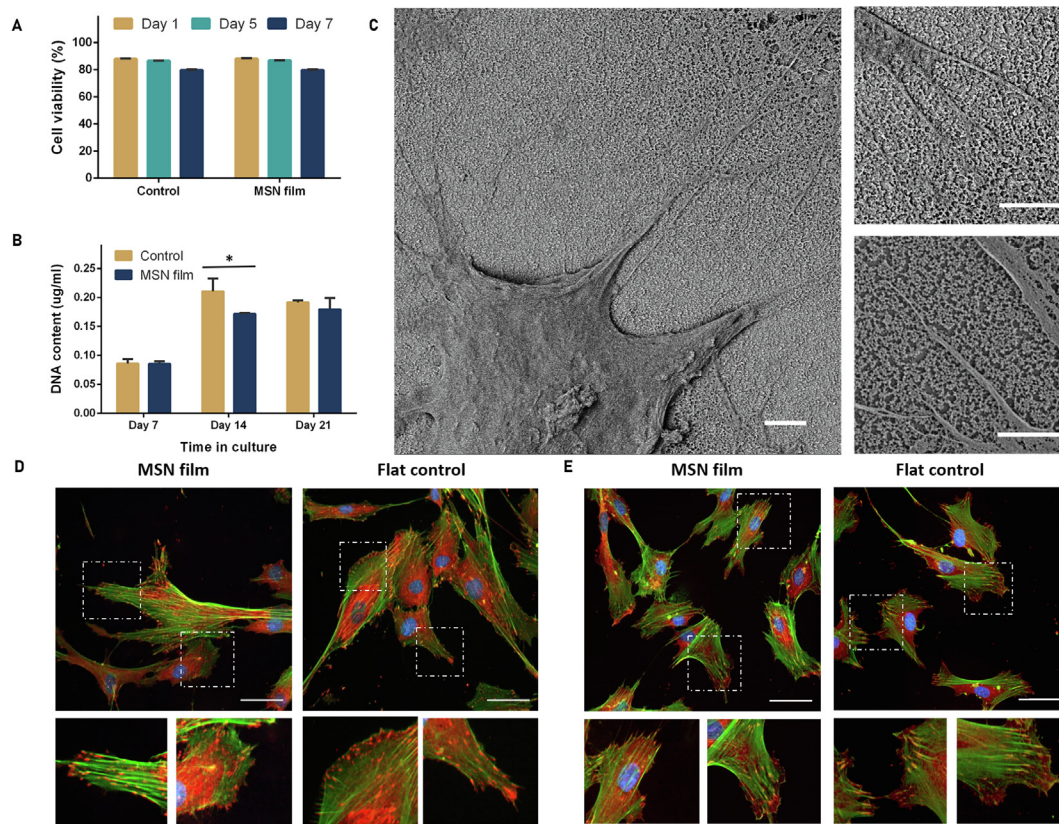 A
Day 1 Day 5 Day 7
Cell viability (%)
100
80
60
40
20
0
Control MSN film
B
Control
MSN film
*
DNA content (ug/ml)
0.25
0.20
0.15
0.10
0.05
0.00
Day 7 Day 14 Day 21
Time in culture
C
D
MSN film Flat control
E
MSN film Flat control